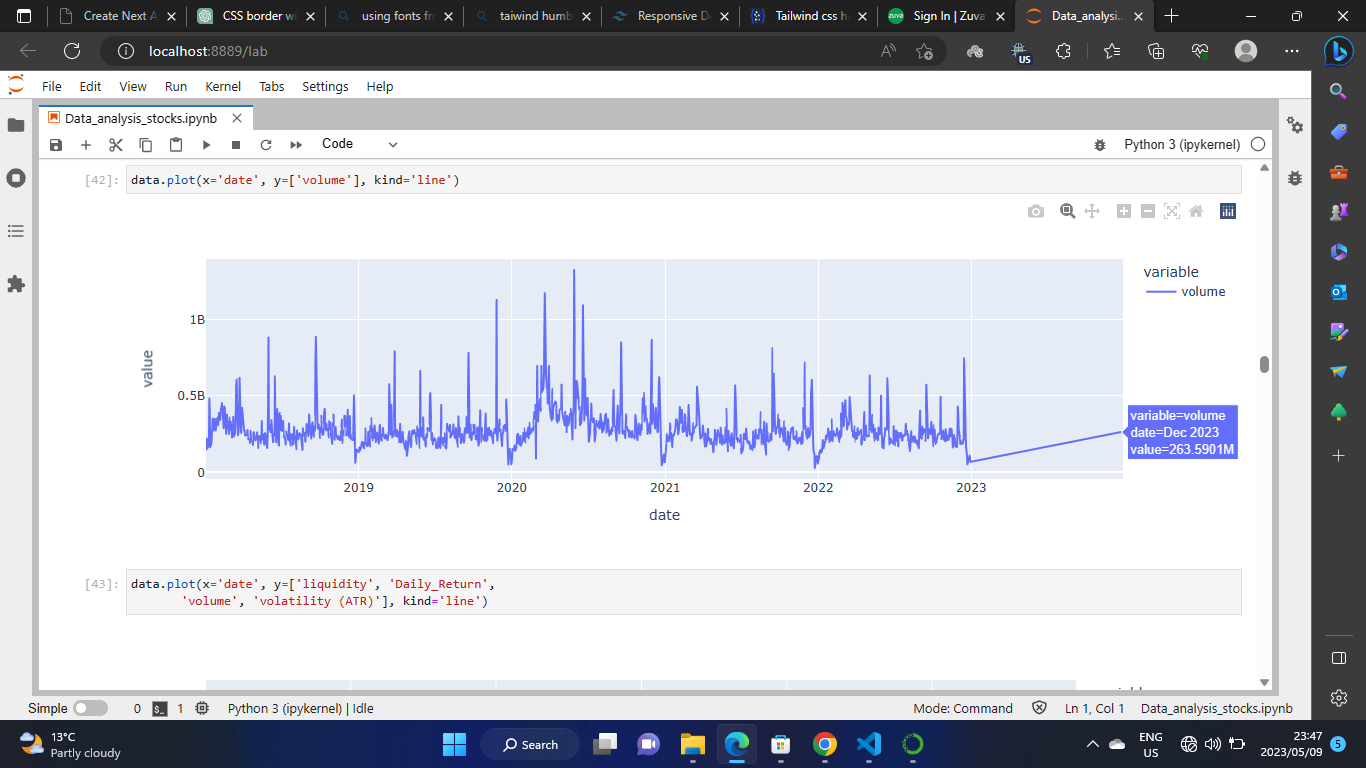 Create Next A
CSS border wi
using fonts fro
taiwind humb
Responsive D
Tailwind css h
zuva
Sign In | Zuva
Data_analysi..
localhost:8889/lab
US
File Edit View Run Kernel Tabs Settings Help
Data_analysis_stocks.ipynb
Code
Python 3 (ipykernel)
[42]:
data.plot(x='date', y=['volume'], kind='line')
variable
volume
1B
0.5B
0
value
variable=volume
date=Dec 2023
value=263.5901M
2019 2020 2021 2022 2023
date
[43]:
data.plot(x='date', y=['liquidity', 'Daily_Return',
'volume', 'volatility (ATR)'], kind='line')
Simple 0 1 Python 3 (ipykernel) | Idle Mode: Command Ln 1, Col 1 Data_analysis_stocks.ipynb
13°C
Partly cloudy
Search
ENG
US
23:47
2023/05/09
5